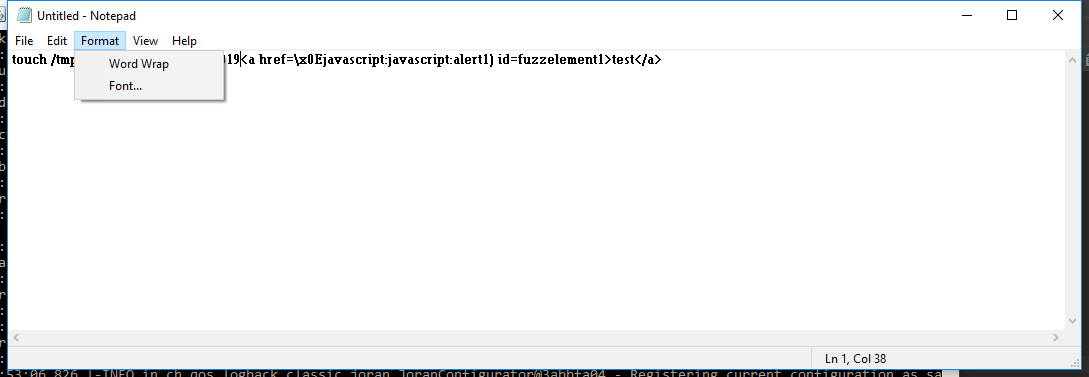 Untitled - Notepad
File Edit Format View Help
touch /tmp 019<a href=\x0Ejavascript:javascript:alert1) id=fuzzelement1>test</a>
Word Wrap
Font...
Ln 1, Col 38
:53:06,826 |-INFO in ch.qos.logback.classic.joran.JoranConfigurator@3abbfa04 - Registering current configuration as sa